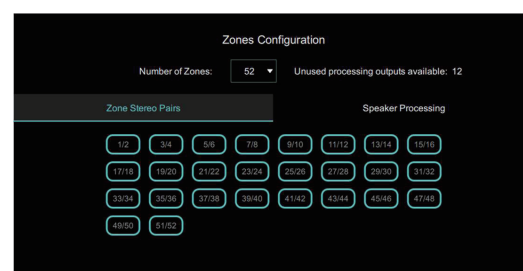 Zones Configuration
Number of Zones: 52 Unused processing outputs available: 12
Zone Stereo Pairs Speaker Processing
1/2 3/4 5/6 7/8 9/10 11/12 13/14 15/16
17/18 19/20 21/22 23/24 25/26 27/28 29/30 31/32
33/34 35/36 37/38 39/40 41/42 43/44 45/46 47/48
49/50 51/52